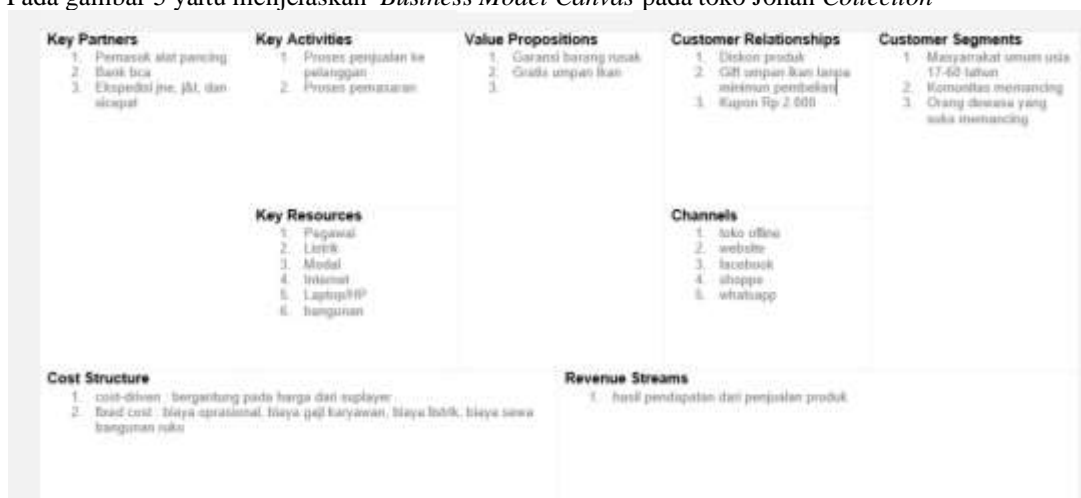 Pada gambar 5 yaitu menjelaskan Business Model Canvas pada toko Johan Collection
Key Partners
1. Pemasok alat pancing
2. Bank bca
3. Ekspedisi jne, j&t, dan
sicepat
Key Activities
1. Proses penjualan ke
pelanggan
2. Proses pemasaran
Key Resources
1. Pegawai
2. Listrik
3. Modal
4. Internet
5. Laptop/HP
6. bangunan
Value Propositions
1. Garansi barang rusak
2. Gratis umpan ikan
3.
Customer Relationships
1. Diskon produk
2. Gift umpan ikan tanpa
minimun pembelian
3. Kupon Rp 2.000
Channels
1. toko offline
2. website
3. facebook
4. shoppe
5. whatsapp
Customer Segments
1. Masyarrakat umum usia
17-60 tahun
2. Komunitas memancing
3. Orang dewasa yang
suka memancing
Cost Structure
1. cost-driven : bergantung pada harga dari suplayer
2. fixed cost : biaya oprasional, biaya gaji karyawan, biaya listrik, biaya sewa
bangunan ruko
Revenue Streams
1. hasil pendapatan dari penjualan produk